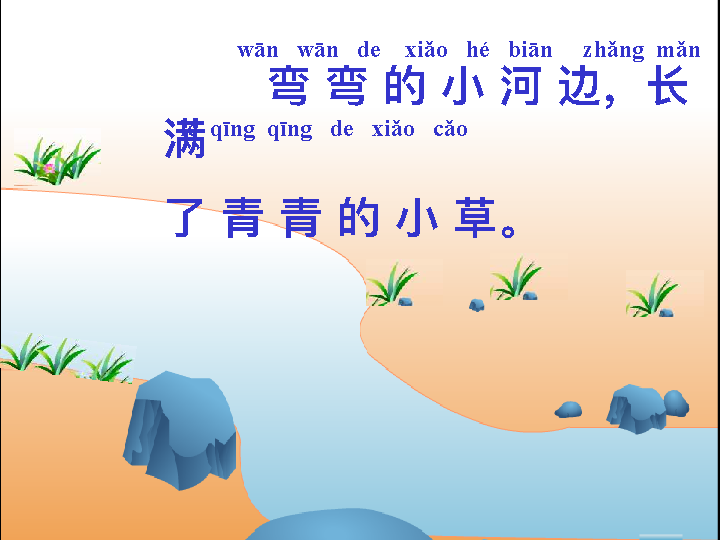 wān wān de xiǎo hé biān zhǎng mǎn
弯 弯 的 小 河 边，长
满
qīng qīng de xiǎo cǎo
了 青 青 的 小 草。